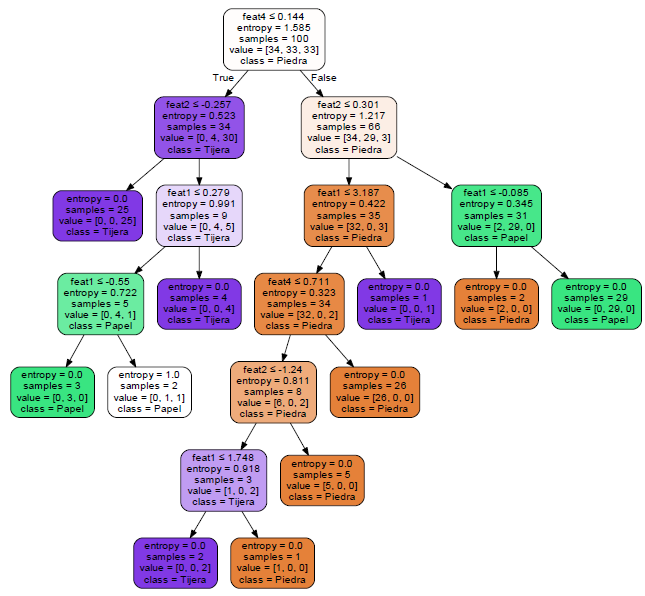 feat4 ≤ 0.144
entropy = 1.585
samples = 100
value = [34, 33, 33]
class = Piedra
True
False
feat2 ≤ -0.257
entropy = 0.523
samples = 34
value = [0, 4, 30]
class = Tijera
feat2 ≤ 0.301
entropy = 1.217
samples = 66
value = [34, 29, 3]
class = Piedra
entropy = 0.0
samples = 25
value = [0, 0, 25]
class = Tijera
feat1 ≤ 0.279
entropy = 0.991
samples = 9
value = [0, 4, 5]
class = Tijera
feat1 ≤ 3.187
entropy = 0.422
samples = 35
value = [32, 0, 3]
class = Piedra
feat1 ≤ -0.085
entropy = 0.345
samples = 31
value = [2, 29, 0]
class = Papel
feat1 ≤ -0.55
entropy = 0.722
samples = 5
value = [0, 4, 1]
class = Papel
entropy = 0.0
samples = 4
value = [0, 0, 4]
class = Tijera
feat4 ≤ 0.711
entropy = 0.323
samples = 34
value = [32, 0, 2]
class = Piedra
entropy = 0.0
samples = 1
value = [0, 0, 1]
class = Tijera
entropy = 0.0
samples = 2
value = [2, 0, 0]
class = Piedra
entropy = 0.0
samples = 29
value = [0, 29, 0]
class = Papel
entropy = 0.0
samples = 3
value = [0, 3, 0]
class = Papel
entropy = 1.0
samples = 2
value = [0, 1, 1]
class = Papel
feat2 ≤ -1.24
entropy = 0.811
samples = 8
value = [6, 0, 2]
class = Piedra
entropy = 0.0
samples = 26
value = [26, 0, 0]
class = Piedra
feat1 ≤ 1.748
entropy = 0.918
samples = 3
value = [1, 0, 2]
class = Tijera
entropy = 0.0
samples = 5
value = [5, 0, 0]
class = Piedra
entropy = 0.0
samples = 2
value = [0, 0, 2]
class = Tijera
entropy = 0.0
samples = 1
value = [1, 0, 0]
class = Piedra